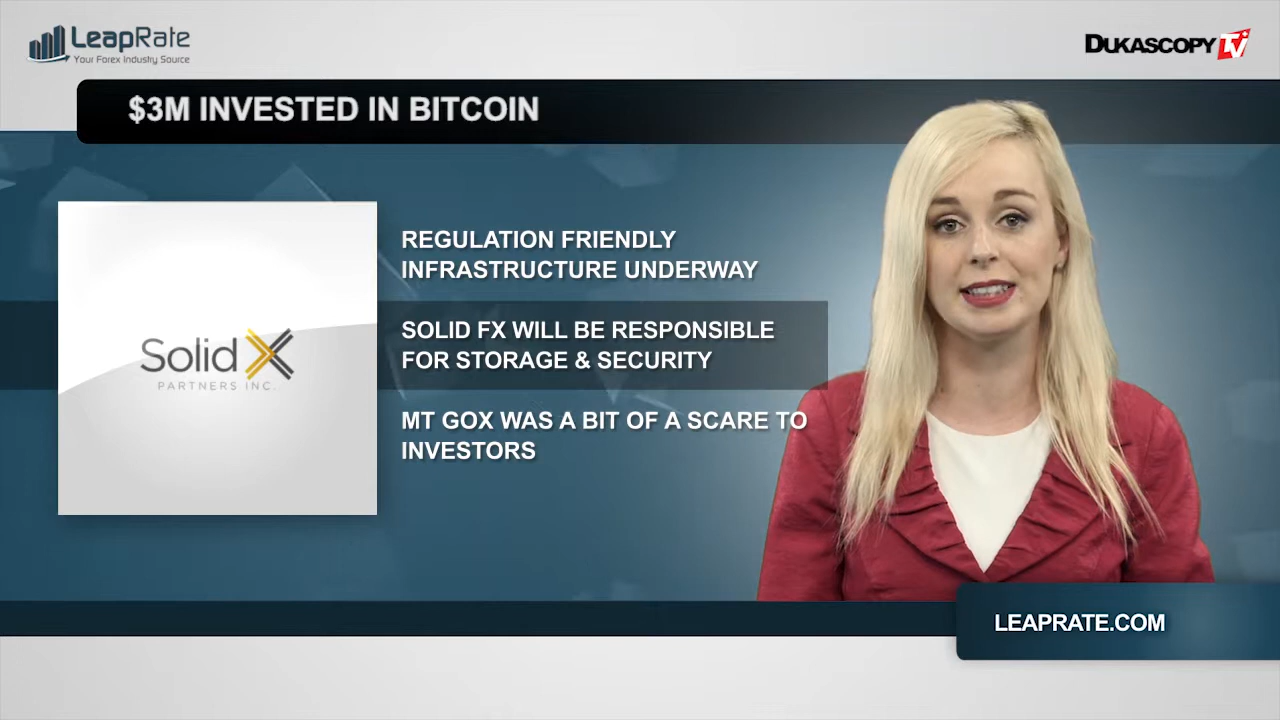 LeapRate
Your Forex Industry Source
DUKASCOPY TV
$3M INVESTED IN BITCOIN
REGULATION FRIENDLY
INFRASTRUCTURE UNDERWAY
SOLID FX WILL BE RESPONSIBLE
FOR STORAGE & SECURITY
MT GOX WAS A BIT OF A SCARE TO
INVESTORS
Solid X
PARTNERS INC.
LEAPRATE.COM